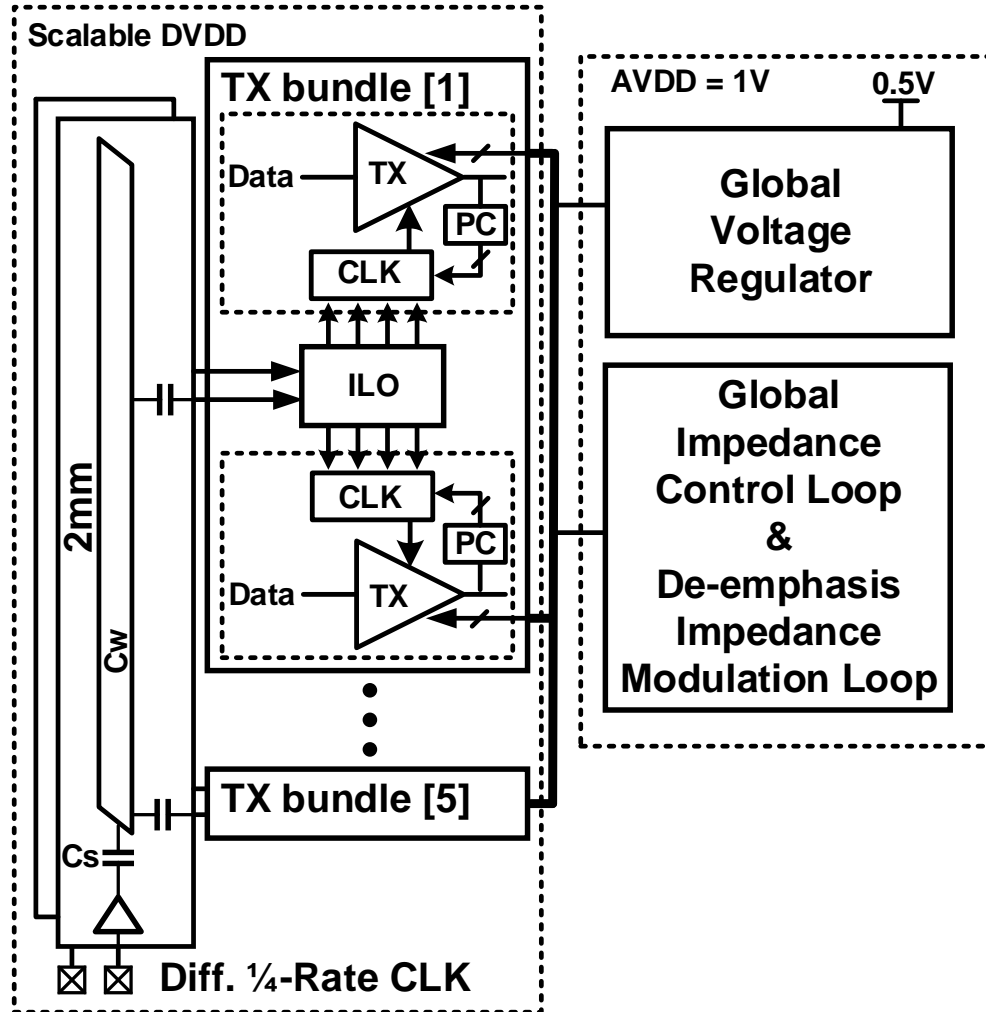 Scalable DVDD
TX bundle [1]
Data
TX
PC
CLK
ILO
CLK
PC
Data
TX
2mm
Cw
TX bundle [5]
Cs
Diff. ¼-Rate CLK
AVDD = 1V
0.5V
Global
Voltage
Regulator
Global
Impedance
Control Loop
&
De-emphasis
Impedance
Modulation Loop